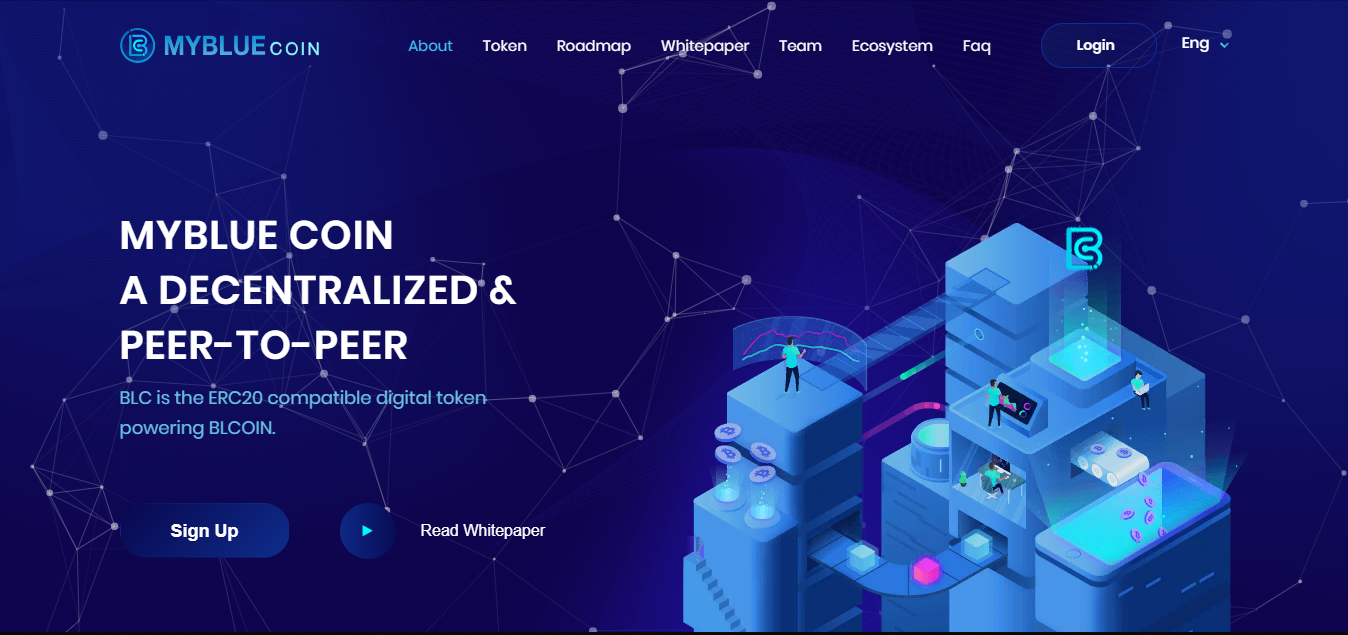 MYBLUE COIN
About
Token
Roadmap
Whitepaper
Team
Ecosystem
Faq
Login
Eng
MYBLUE COIN
A DECENTRALIZED &
PEER-TO-PEER
BLC is the ERC20 compatible digital token
powering BLCOIN.
Sign Up
Read Whitepaper